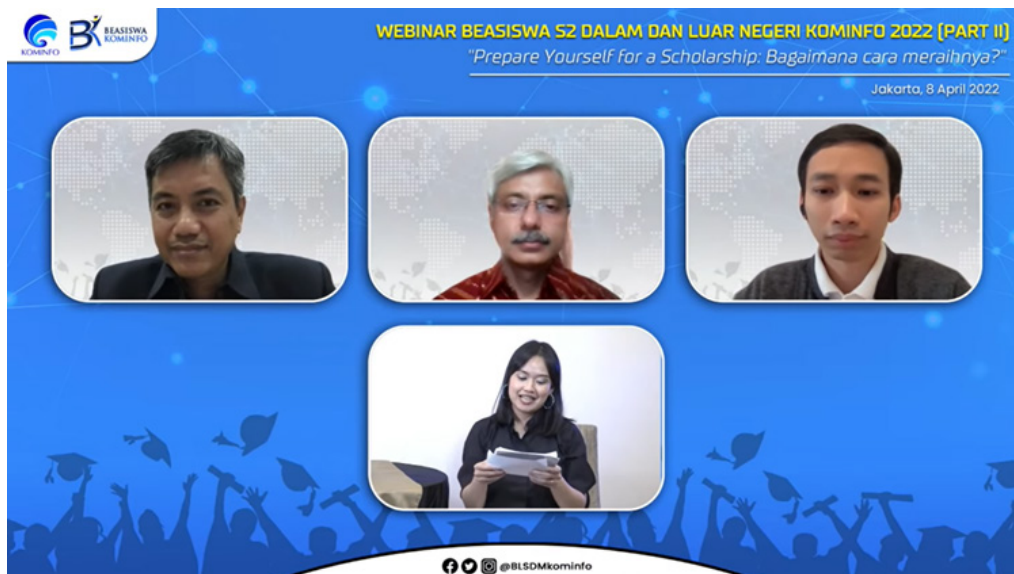 KOMINFO
BK
BEASISWA
KOMINFO
WEBINAR BEASISWA S2 DALAM DAN LUAR NEGERI KOMINFO 2022 (PART II)
"Prepare Yourself for a Scholarship: Bagaimana cara meraihnya?"
Jakarta, 8 April 2022
@BLSDMkominfo